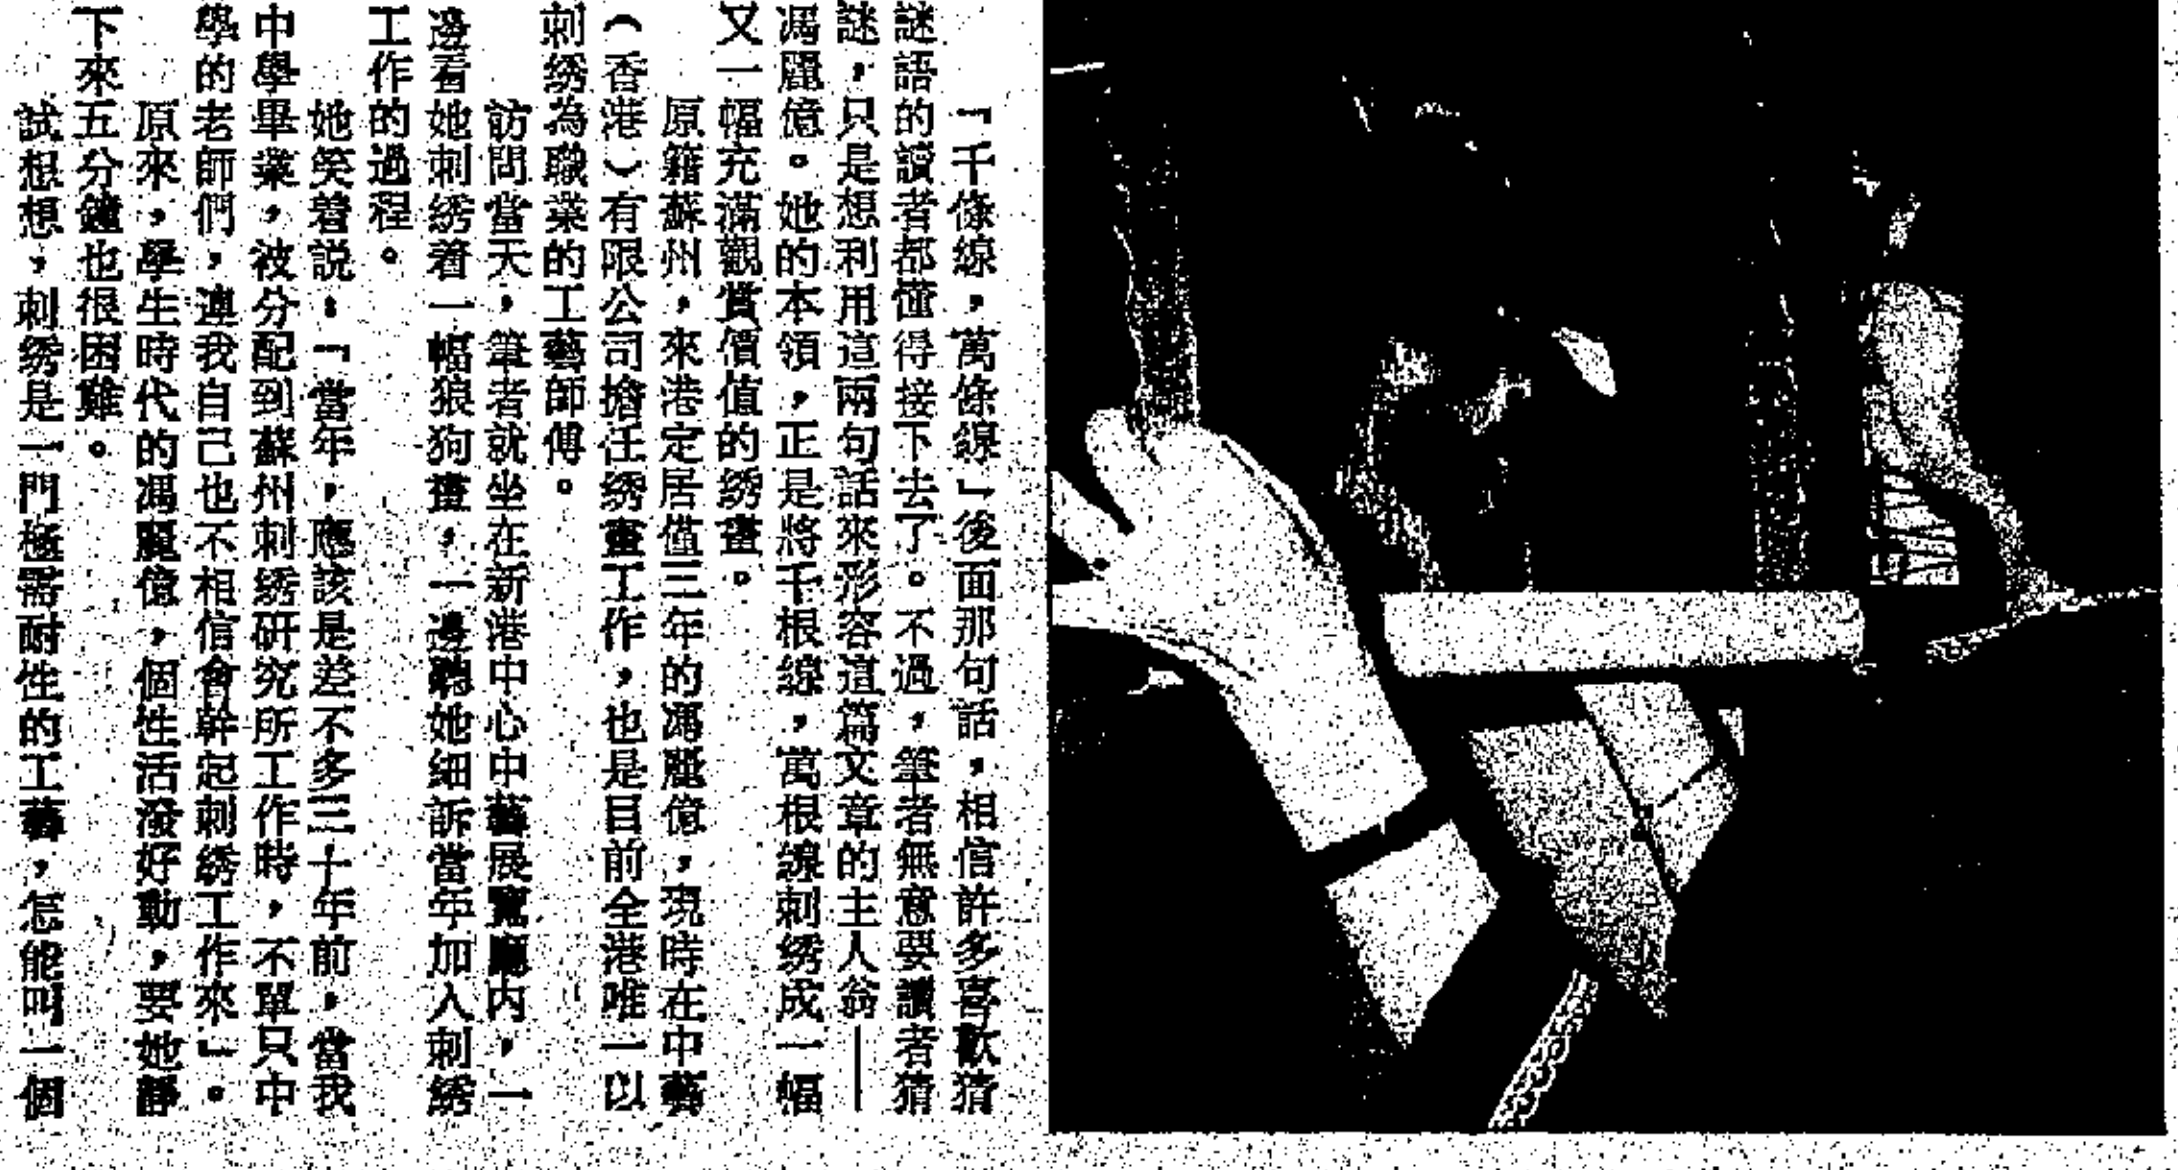 「千條線，萬條線」後面那句話，相信許多喜歡猜
謎語的讀者都懂得接下去了。不過，筆者無意要讀者猜
謎，只是想利用這兩句話來形容這篇文章的主人翁——
馮麗億。她的本領，正是將千根線，萬根線刺綉成一幅
又一幅充滿觀賞價值的綉畫。
原籍蘇州，來港定居僅三年的馮麗億，現時在中藝
（香港）有限公司擔任綉畫工作，也是目前全港唯一以
刺綉為職業的工藝師傅。
訪問當天，筆者就坐在新港中心中藝展覽廳内，一
邊看她刺綉着一幅狼狗畫，一邊聽她細訴當年加入刺綉
工作的過程。
她笑着説：「當年，應該是差不多三十年前，當我
中學畢業，被分配到蘇州刺綉研究所工作時，不單只中
學的老師們，連我自己也不相信會幹起刺綉工作來」。
原來，學生時代的馮麗億，個性活潑好動，要她靜
下來五分鐘也很困難。
試想想，刺綉是一門極需耐性的工藝，怎能叫一個